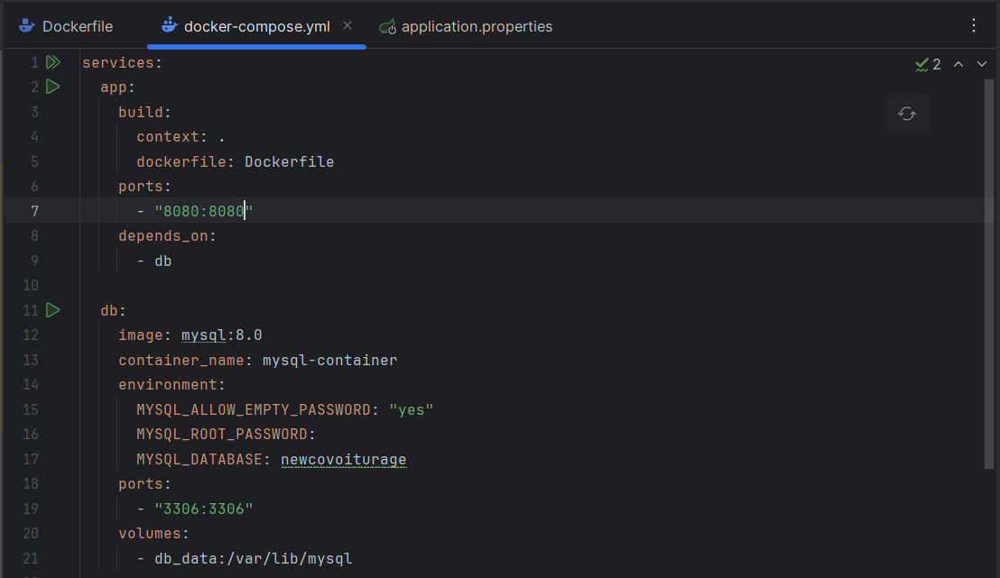 Dockerfile docker-compose.yml application.properties
2
1 services:
2   app:
3     build:
4       context: .
5       dockerfile: Dockerfile
6     ports:
7       - "8080:8080"
8     depends_on:
9       - db
10
11   db:
12     image: mysql:8.0
13     container_name: mysql-container
14     environment:
15       MYSQL_ALLOW_EMPTY_PASSWORD: "yes"
16       MYSQL_ROOT_PASSWORD:
17       MYSQL_DATABASE: newcovoiturage
18     ports:
19       - "3306:3306"
20     volumes:
21       - db_data:/var/lib/mysql